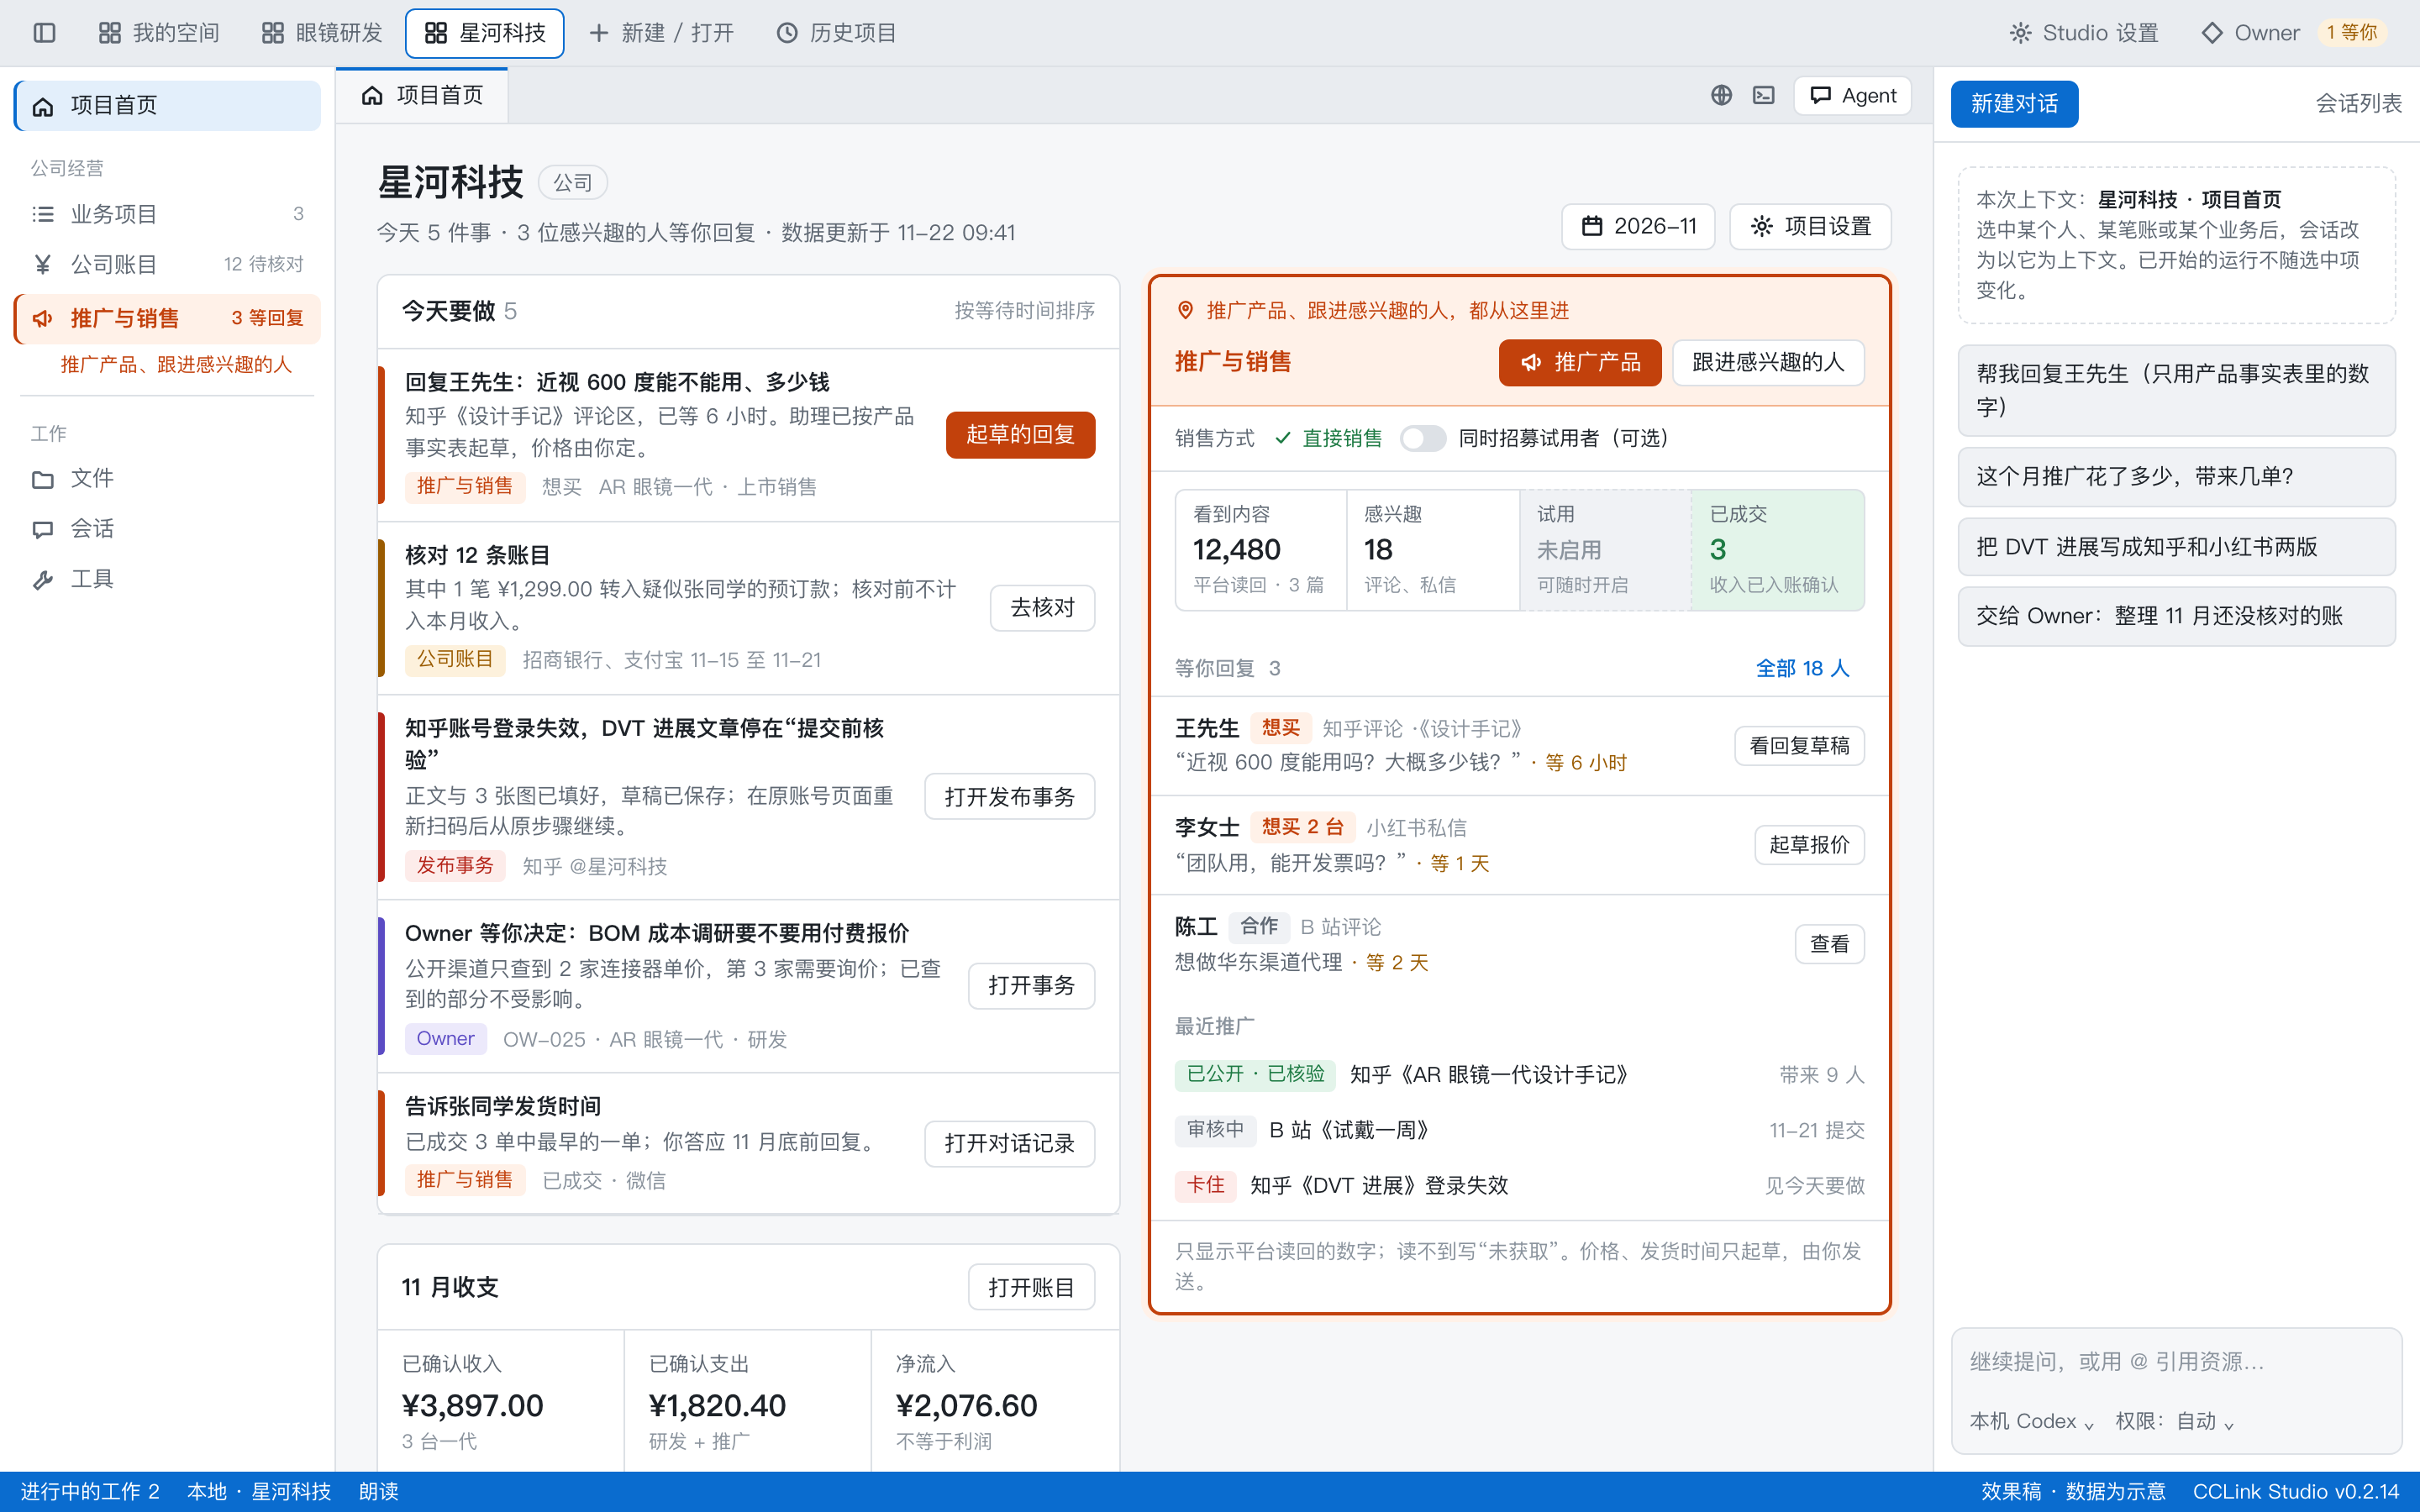 我的空间
眼镜研发
星河科技
新建 / 打开
历史项目
Studio 设置
Owner
1 等你
项目首页
公司经营
业务项目 3
公司账目 12 待核对
推广与销售 3 等回复
推广产品、跟进感兴趣的人
工作
文件
会话
工具
项目首页
Agent
星河科技 公司
今天 5 件事 · 3 位感兴趣的人等你回复 · 数据更新于 11-22 09:41
2026-11
项目设置
今天要做 5
按等待时间排序
回复王先生：近视 600 度能不能用、多少钱
知乎《设计手记》评论区，已等 6 小时。助理已按产品
事实表起草，价格由你定。
起草的回复
推广与销售 想买 AR 眼镜一代 · 上市销售
核对 12 条账目
其中 1 笔 ¥1,299.00 转入疑似张同学的预订款；核对前不计
入本月收入。
去核对
公司账目 招商银行、支付宝 11-15 至 11-21
知乎账号登录失效，DVT 进展文章停在“提交前核
验”
正文与 3 张图已填好，草稿已保存；在原账号页面重
新扫码后从原步骤继续。
打开发布事务
发布事务 知乎 @星河科技
Owner 等你决定：BOM 成本调研要不要用付费报价
公开渠道只查到 2 家连接器单价，第 3 家需要询价；已查
到的部分不受影响。
打开事务
Owner OW-025 · AR 眼镜一代 · 研发
告诉张同学发货时间
已成交 3 单中最早的一单；你答应 11 月底前回复。
打开对话记录
推广与销售 已成交 · 微信
11 月收支
打开账目
已确认收入
¥3,897.00
3 台一代
已确认支出
¥1,820.40
研发 + 推广
净流入
¥2,076.60
不等于利润
推广产品、跟进感兴趣的人，都从这里进
推广与销售
推广产品
跟进感兴趣的人
销售方式 直接销售 同时招募试用者（可选）
看到内容
12,480
平台读回 · 3 篇
感兴趣
18
评论、私信
试用
未启用
可随时开启
已成交
3
收入已入账确认
等你回复 3
全部 18 人
王先生 想买 知乎评论 ·《设计手记》
“近视 600 度能用吗？大概多少钱？” · 等 6 小时
看回复草稿
李女士 想买 2 台 小红书私信
“团队用，能开发票吗？” · 等 1 天
起草报价
陈工 合作 B 站评论
想做华东渠道代理 · 等 2 天
查看
最近推广
已公开 · 已核验 知乎《AR 眼镜一代设计手记》 带来 9 人
审核中 B 站《试戴一周》 11-21 提交
卡住 知乎《DVT 进展》登录失效 见今天要做
只显示平台读回的数字；读不到写“未获取”。价格、发货时间只起草，由你发
送。
新建对话
会话列表
本次上下文：星河科技 · 项目首页
选中某个人、某笔账或某个业务后，会话改
为以它为上下文。已开始的运行不随选中项
变化。
帮我回复王先生（只用产品事实表里的数
字）
这个月推广花了多少，带来几单？
把 DVT 进展写成知乎和小红书两版
交给 Owner：整理 11 月还没核对的账
继续提问，或用 @ 引用资源…
本机 Codex 权限：自动
进行中的工作 2
本地 · 星河科技
朗读
效果稿 · 数据为示意
CCLink Studio v0.2.14